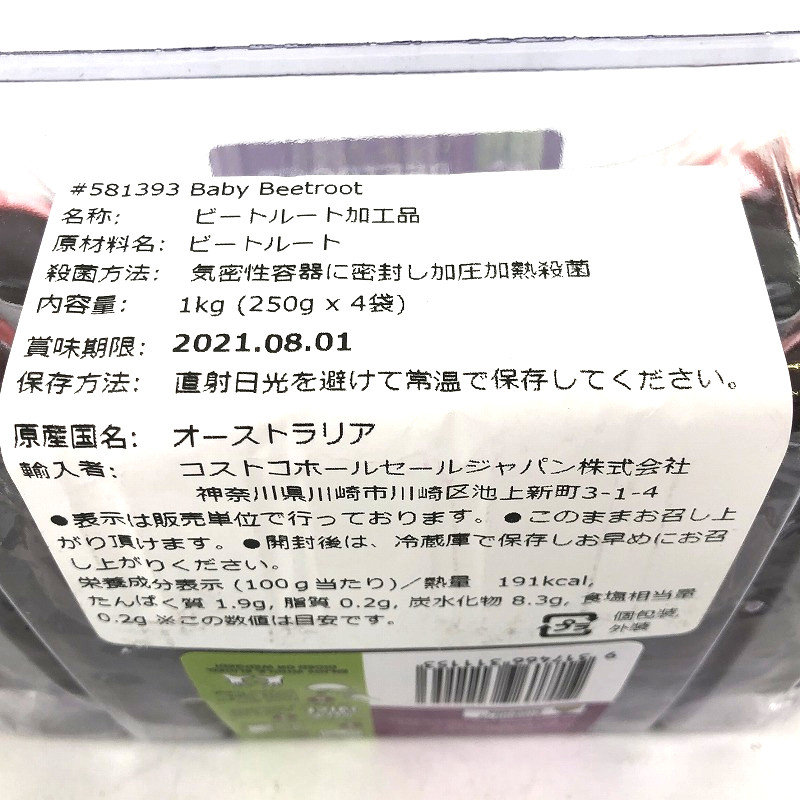 #581393 Baby Beetroot
名称: ビートルート加工品
原材料名: ビートルート
殺菌方法: 気密性容器に密封し加圧加熱殺菌
内容量: 1kg (250g x 4袋)
賞味期限: 2021.08.01
保存方法: 直射日光を避けて常温で保存してください。
原産国名: オーストラリア
輸入者: コストコホールセールジャパン株式会社
神奈川県川崎市川崎区池上新町3-1-4
●表示は販売単位で行っております。●このままお召し上
がり頂けます。●開封後は、冷蔵庫で保存しお早めにお召
し上がりください。
栄養成分表示 (100g当たり)／熱量 191kcal,
たんぱく質 1.9g, 脂質 0.2g, 炭水化物 8.3g, 食塩相当量
0.2g ※この数値は目安です。
プラ
個包装,
外装